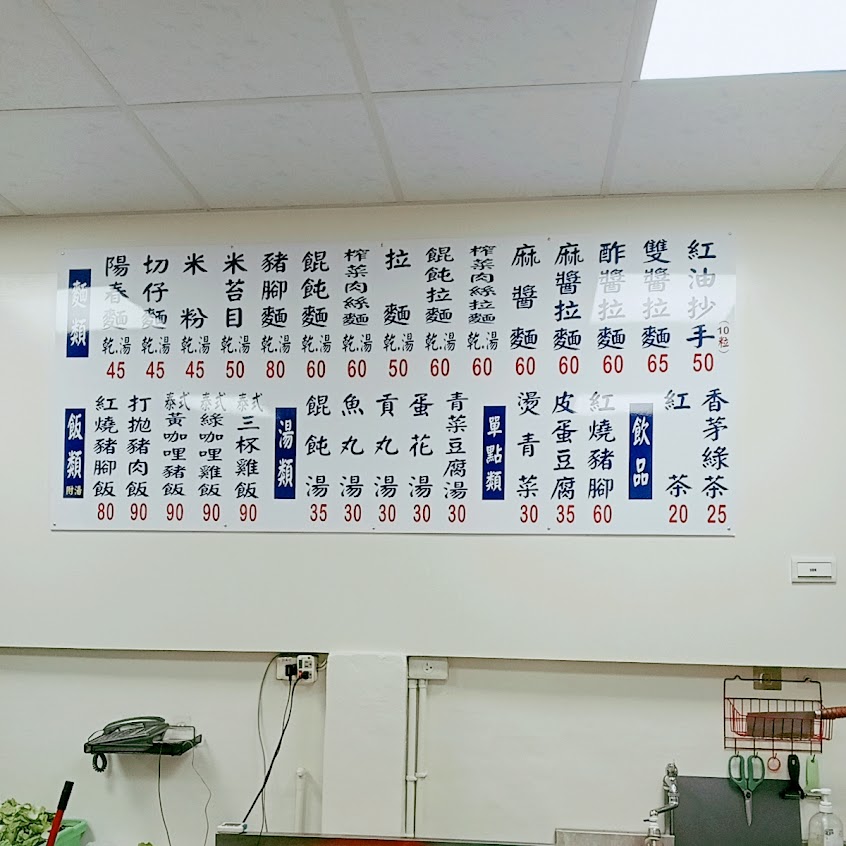 麵類
陽春麵 乾.湯 45
切仔麵 乾.湯 45
米粉 乾.湯 45
米苔目 乾.湯 50
豬腳麵 乾.湯 80
餛飩麵 乾.湯 60
榨菜肉絲麵 乾.湯 60
拉麵 乾.湯 50
餛飩拉麵 乾.湯 60
榨菜肉絲拉麵 乾.湯 60
麻醬麵 60
麻醬拉麵 60
酢醬拉麵 60
雙醬拉麵 65
紅油抄手(10粒) 50
飯類 附湯
紅燒豬腳飯 80
打拋豬肉飯 90
泰式黃咖哩豬飯 90
泰式綠咖哩雞飯 90
泰式三杯雞飯 90
湯類
餛飩湯 35
魚丸湯 30
貢丸湯 30
蛋花湯 30
青菜豆腐湯 30
單點類
燙青菜 30
皮蛋豆腐 35
紅燒豬腳 60
飲品
紅茶 20
香茅綠茶 25